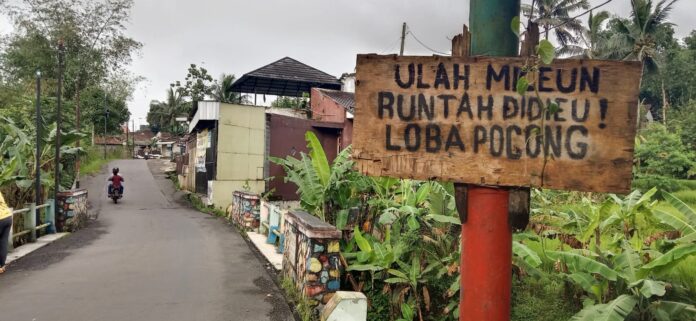 ULAH MICEUN
RUNTAH DIDIEU!
LOBA POCONG